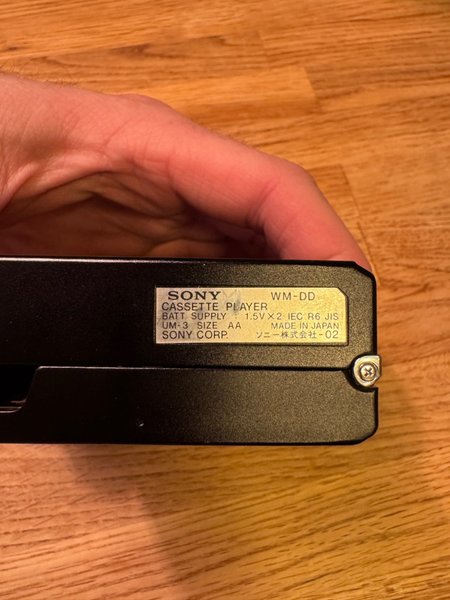 SONY WM-DD
CASSETTE PLAYER
BATT. SUPPLY : 1.5V×2 IEC R6 JIS
UM-3 SIZE AA MADE IN JAPAN
SONY CORP. ソニー株式会社-02